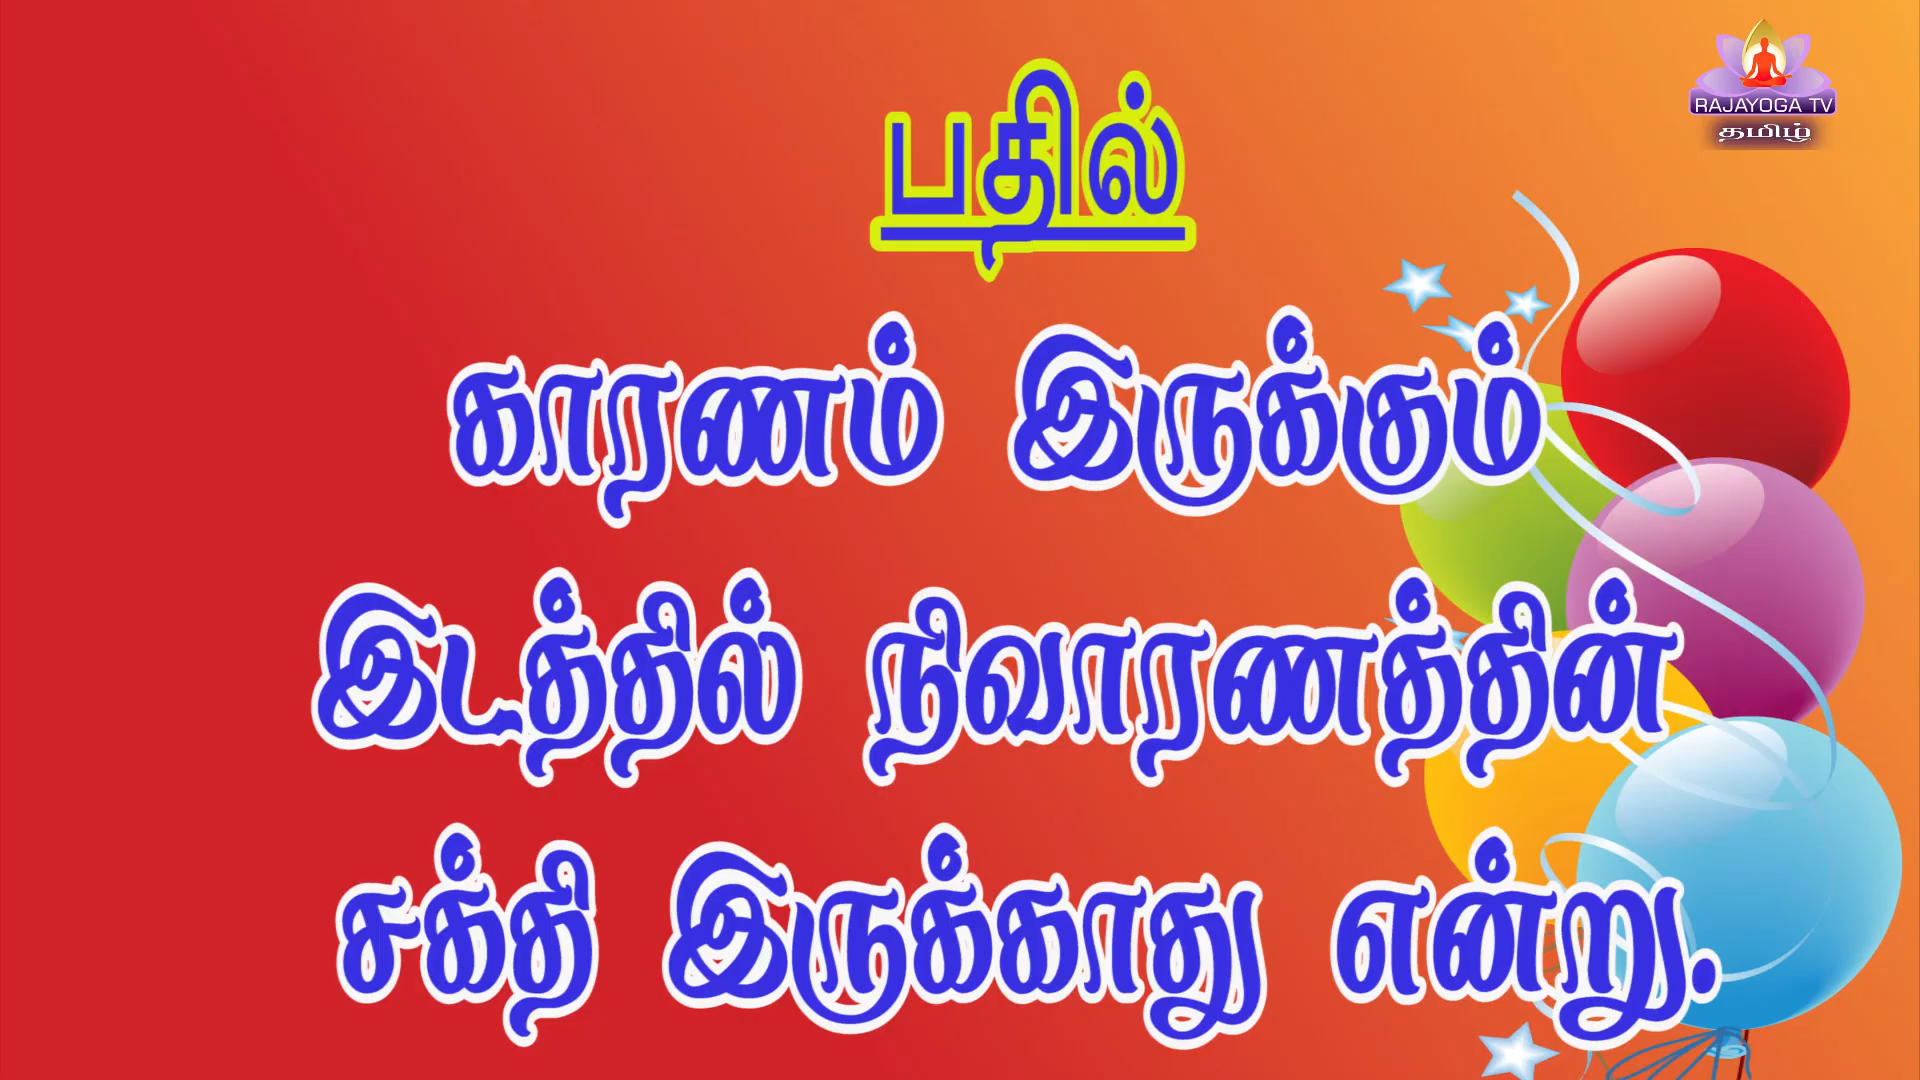 RAJAYOGA TV
தமிழ்
பதில்
காரணம் இருக்கும்
இடத்தில் நிவாரணத்தின்
சக்தி இருக்காது என்று.